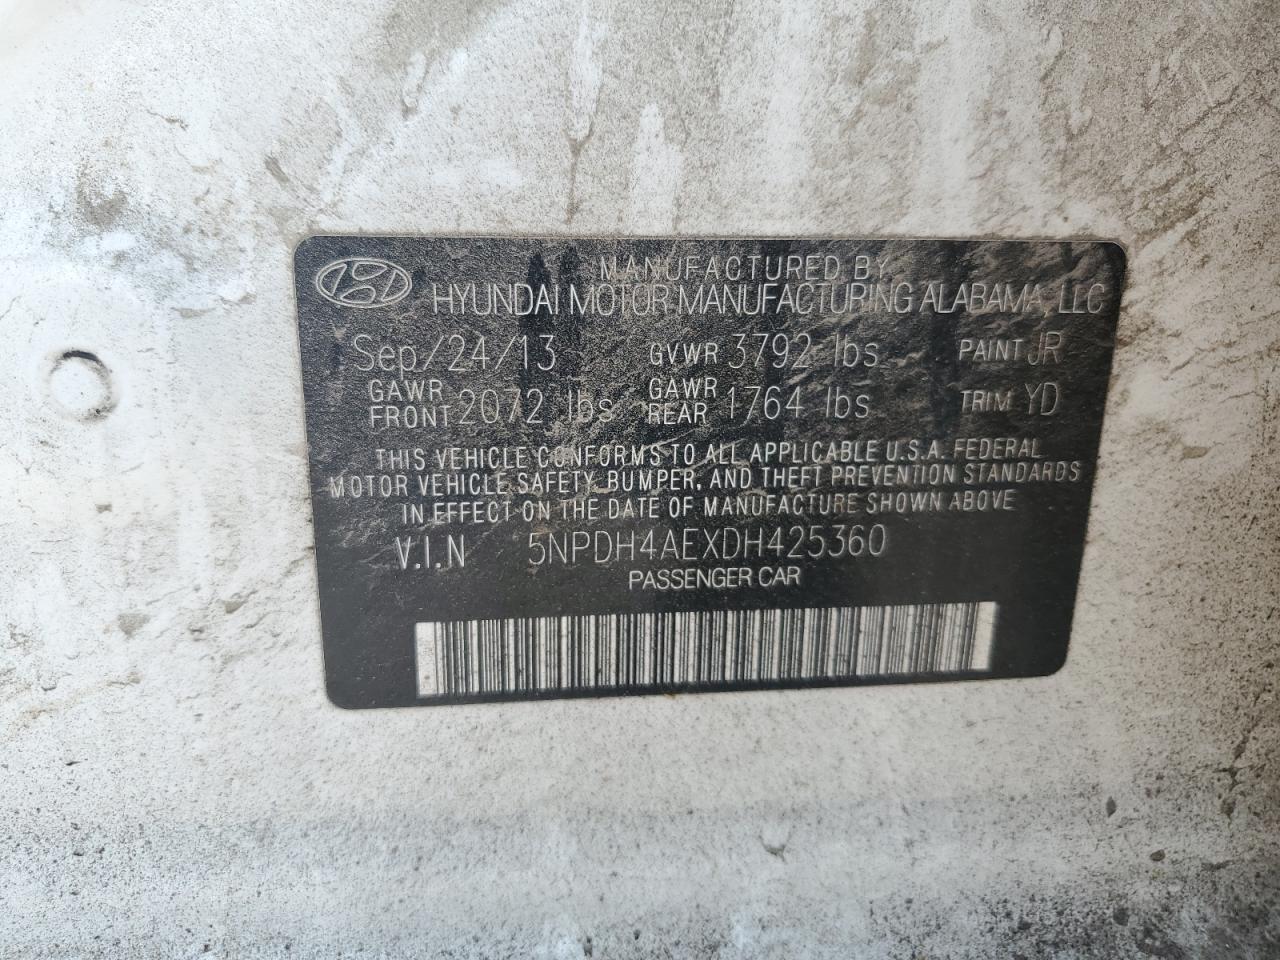 MANUFACTURED BY
HYUNDAI MOTOR MANUFACTURING ALABAMA, LLC
Sep/24/13 GVWR 3792 lbs PAINT JR
GAWR FRONT 2072 lbs GAWR REAR 1764 lbs TRIM YD
THIS VEHICLE CONFORMS TO ALL APPLICABLE U.S.A. FEDERAL
MOTOR VEHICLE SAFETY, BUMPER, AND THEFT PREVENTION STANDARDS
IN EFFECT ON THE DATE OF MANUFACTURE SHOWN ABOVE
V.I.N 5NPDH4AEXDH425360
PASSENGER CAR